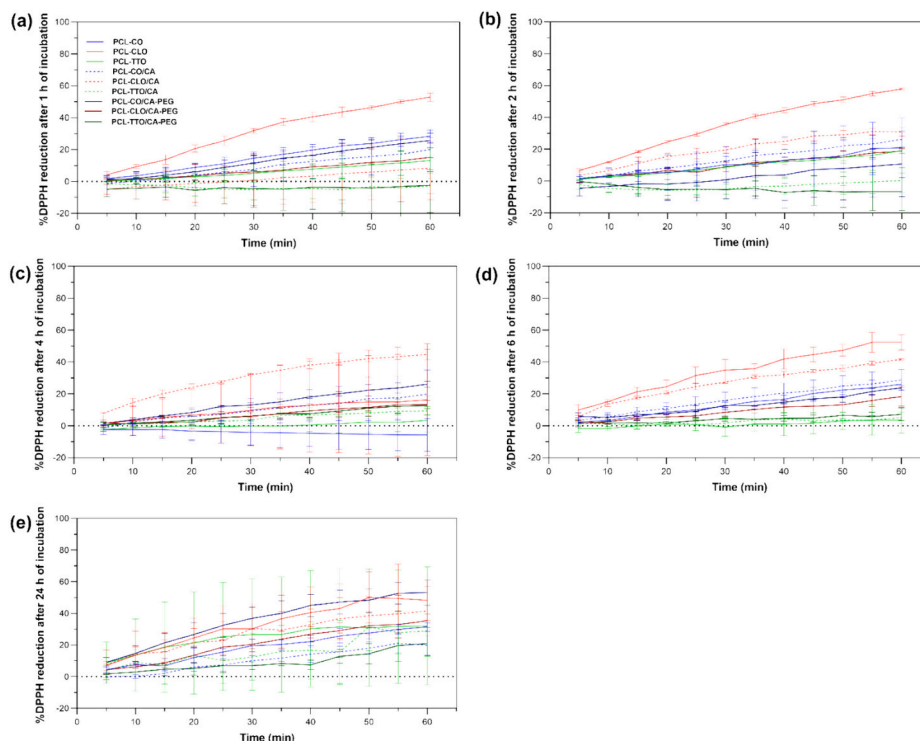 (a)
%DPPH reduction after 1 h of incubation
100
80
60
40
20
0
-20
PCL-CO
PCL-CLO
PCL-TTO
PCL-CO/CA
PCL-CLO/CA
PCL-TTO/CA
PCL-CO/CA-PEG
PCL-CLO/CA-PEG
PCL-TTO/CA-PEG
0 10 20 30 40 50 60
Time (min)
(b)
%DPPH reduction after 2 h of incubation
100
80
60
40
20
0
-20
0 10 20 30 40 50 60
Time (min)
(c)
%DPPH reduction after 4 h of incubation
100
80
60
40
20
0
-20
0 10 20 30 40 50 60
Time (min)
(d)
%DPPH reduction after 6 h of incubation
100
80
60
40
20
0
-20
0 10 20 30 40 50 60
Time (min)
(e)
%DPPH reduction after 24 h of incubation
100
80
60
40
20
0
-20
0 10 20 30 40 50 60
Time (min)